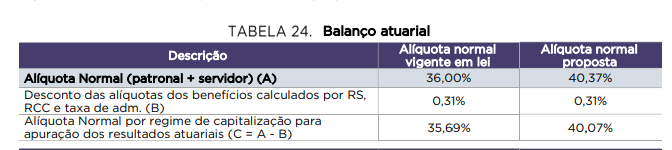 TABELA 24. Balanço atuarial
Descrição
Alíquota normal
vigente em lei
Alíquota normal
proposta
Alíquota Normal (patronal + servidor) (A) 36,00% 40,37%
Desconto das alíquotas dos benefícios calculados por RS,
RCC e taxa de adm. (B) 0,31% 0,31%
Alíquota Normal por regime de capitalização para
apuração dos resultados atuariais (C = A - B) 35,69% 40,07%